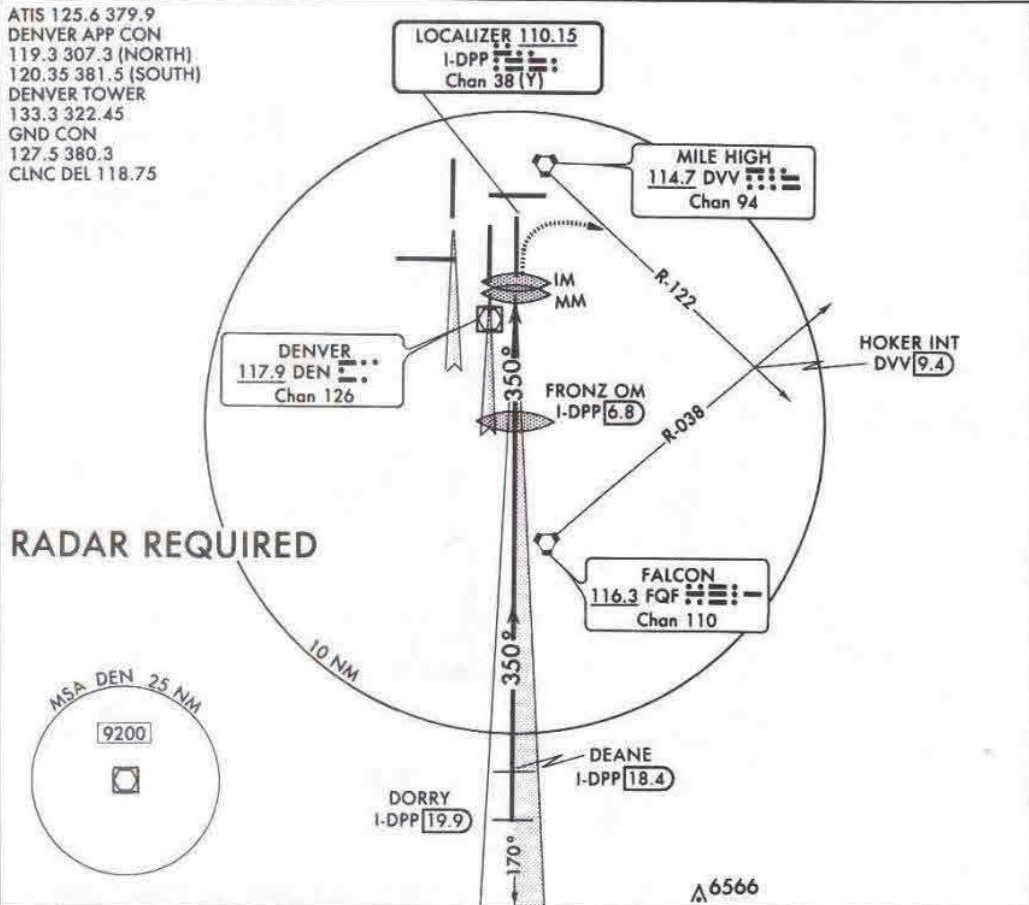 ATIS 125.6 379.9
DENVER APP CON
119.3 307.3 (NORTH)
120.35 381.5 (SOUTH)
DENVER TOWER
133.3 322.45
GND CON
127.5 380.3
CLNC DEL 118.75
LOCALIZER 110.15
I-DPP
Chan 38 (Y)
MILE HIGH
114.7 DVV
Chan 94
IM
MM
R-122
HOKER INT
DVV 9.4
DENVER
117.9 DEN
Chan 126
350°
FRONZ OM
I-DPP 6.8
R-038
RADAR REQUIRED
FALCON
116.3 FQF
Chan 110
350°
10 NM
MSA DEN 25 NM
9200
DEANE
I-DPP 18.4
DORRY
I-DPP 19.9
170°
6566